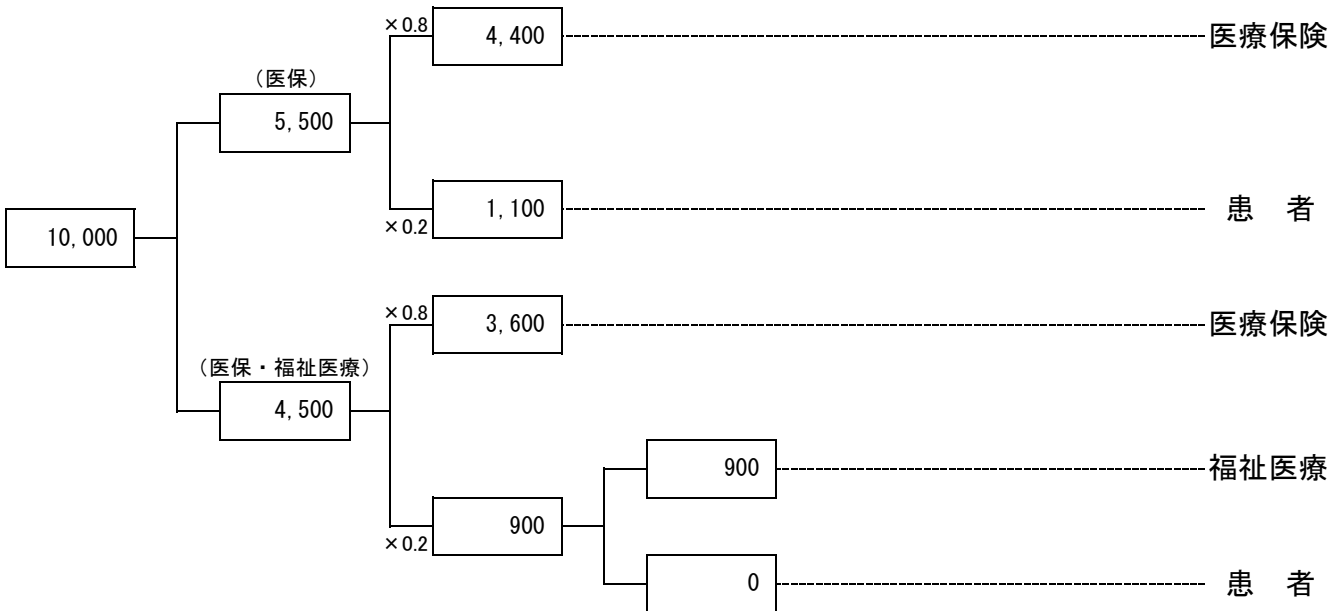 ×0.8 4,400 医療保険
（医保）
5,500
×0.2 1,100 患　者
10,000
×0.8 3,600 医療保険
（医保・福祉医療）
4,500
900 福祉医療
×0.2 900
0 患　者